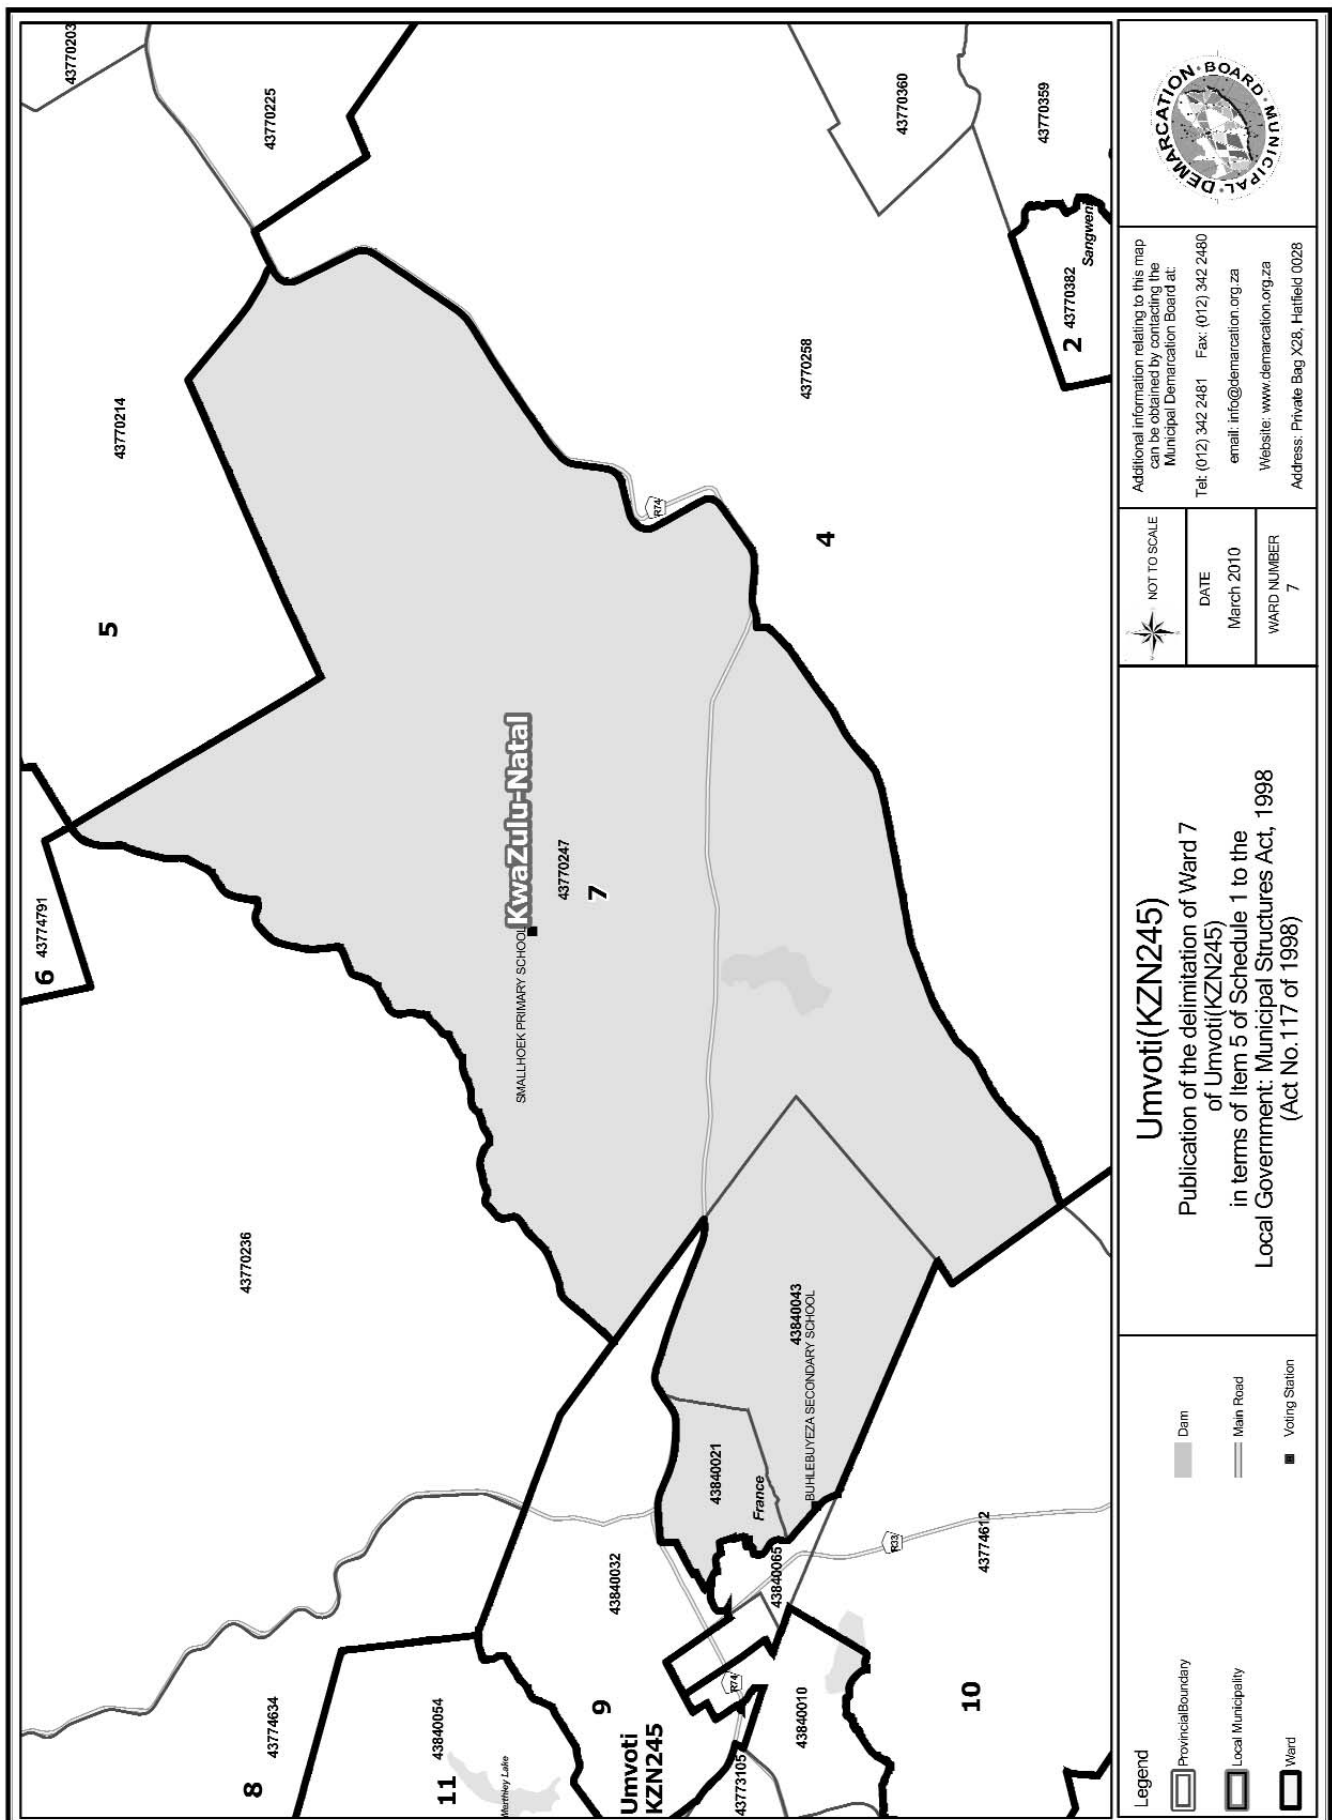 43770203
43770225
43770214
5
6 43774791
43770236
8
43774634
11
43840054
9
Umvoti
KZN245
43773105
43840032
43840010
10
43840065
43774612
R33
R74
43840021
France
43840043
BUHLEBUYEZA SECONDARY SCHOOL
SMALLHOEK PRIMARY SCHOOL
KwaZulu-Natal
43770247
7
R74
4
43770258
43770360
43770359
2 43770382
Sangweni
Legend
ProvincialBoundary
Local Municipality
Ward
Dam
Main Road
Voting Station
Umvoti(KZN245)
Publication of the delimitation of Ward 7
of Umvoti(KZN245)
in terms of Item 5 of Schedule 1 to the
Local Government: Municipal Structures Act, 1998
(Act No.117 of 1998)
NOT TO SCALE
DATE
March 2010
WARD NUMBER
7
Additional information relating to this map
can be obtained by contacting the
Municipal Demarcation Board at:
Tel: (012) 342 2481 Fax: (012) 342 2480
email: info@demarcation.org.za
Website: www.demarcation.org.za
Address: Private Bag X28, Hatfield 0028
MUNICIPAL DEMARCATION BOARD